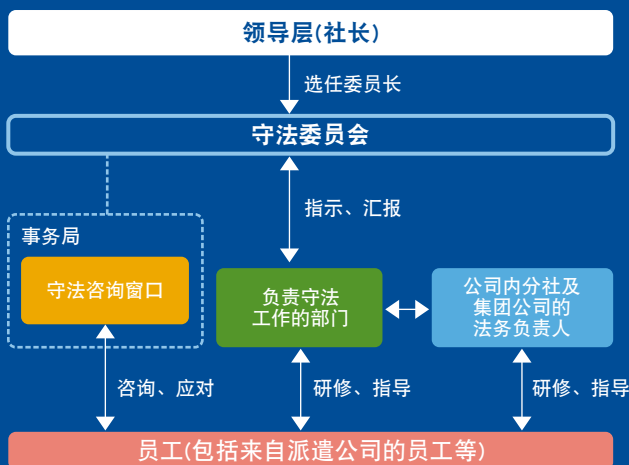 领导层(社长)
选任委员长
守法委员会
指示、汇报
事务局
守法咨询窗口
负责守法
工作的部门
公司内分社及
集团公司的
法务负责人
咨询、应对
研修、指导
研修、指导
员工(包括来自派遣公司的员工等)